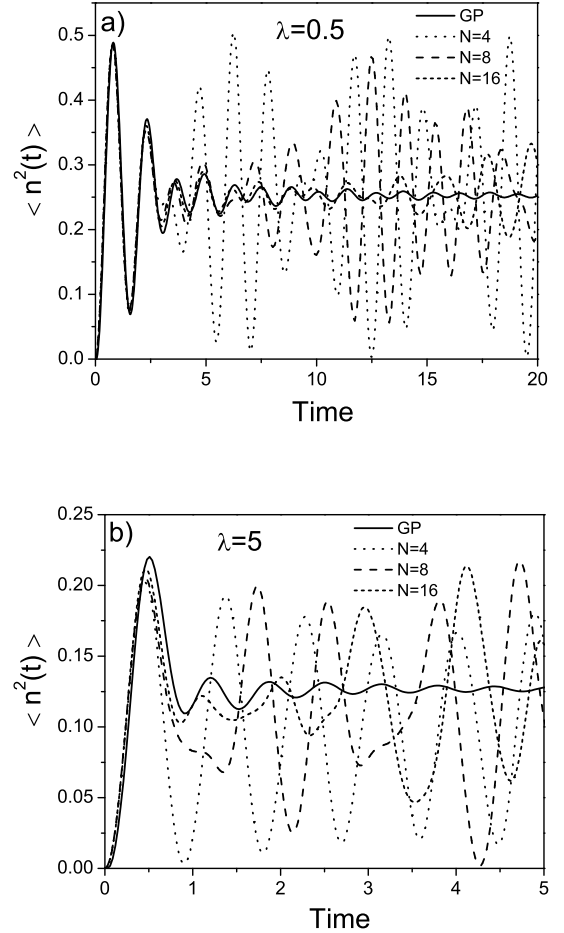 a)
λ=0.5
GP
N=4
N=8
N=16
0.5
0.4
0.3
0.2
0.1
0.0
< n²(t) >
0
5
10
15
20
Time
b)
λ=5
GP
N=4
N=8
N=16
0.25
0.20
0.15
0.10
0.05
0.00
< n²(t) >
0
1
2
3
4
5
Time